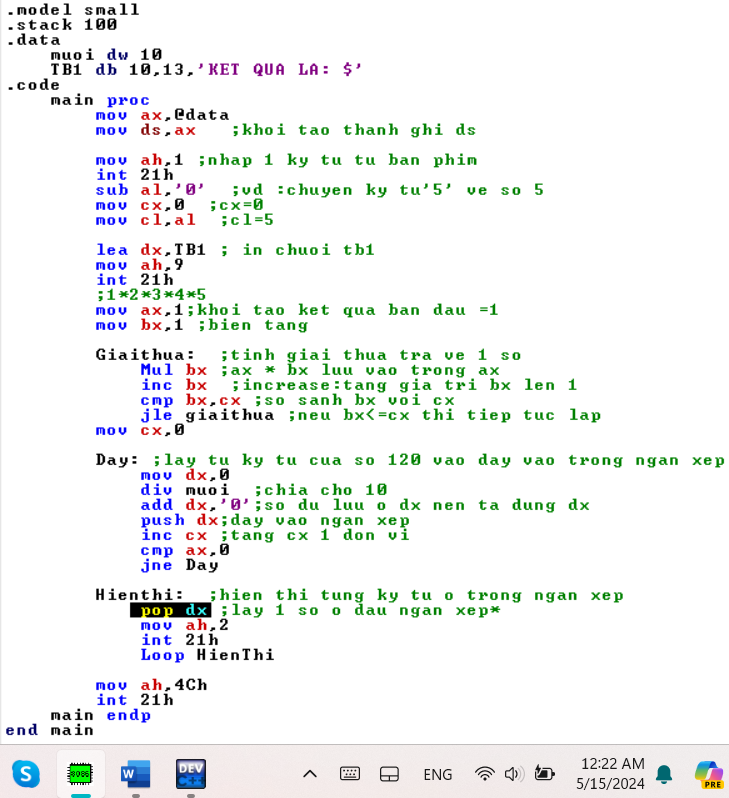 .model small
.stack 100
.data
    muoi dw 10
    TB1 db 10,13,'KET QUA LA: $'
.code
    main proc
        mov ax,@data
        mov ds,ax   ;khoi tao thanh ghi ds

        mov ah,1 ;nhap 1 ky tu tu ban phim
        int 21h
        sub al,'0'  ;vd :chuyen ky tu'5' ve so 5
        mov cx,0  ;cx=0
        mov cl,al  ;cl=5

        lea dx,TB1 ; in chuoi tb1
        mov ah,9
        int 21h
        ;1*2*3*4*5
        mov ax,1;khoi tao ket qua ban dau =1
        mov bx,1 ;bien tang

        Giaithua:  ;tinh giai thua tra ve 1 so
            Mul bx ;ax * bx luu vao trong ax
            inc bx  ;increase:tang gia tri bx len 1
            cmp bx,cx ;so sanh bx voi cx
            jle giaithua ;neu bx<=cx thi tiep tuc lap
        mov cx,0

        Day: ;lay tu ky tu cua so 120 vao day vao trong ngan xep
            mov dx,0
            div muoi  ;chia cho 10
            add dx,'0';so du luu o dx nen ta dung dx
            push dx;day vao ngan xep
            inc cx ;tang cx 1 don vi
            cmp ax,0
            jne Day

        Hienthi:  ;hien thi tung ky tu o trong ngan xep
            pop dx ;lay 1 so o dau ngan xep*
            mov ah,2
            int 21h
            Loop HienThi

        mov ah,4Ch
        int 21h
    main endp
end main
S 8086 W DEV C++ ENG 12:22 AM PRE
5/15/2024